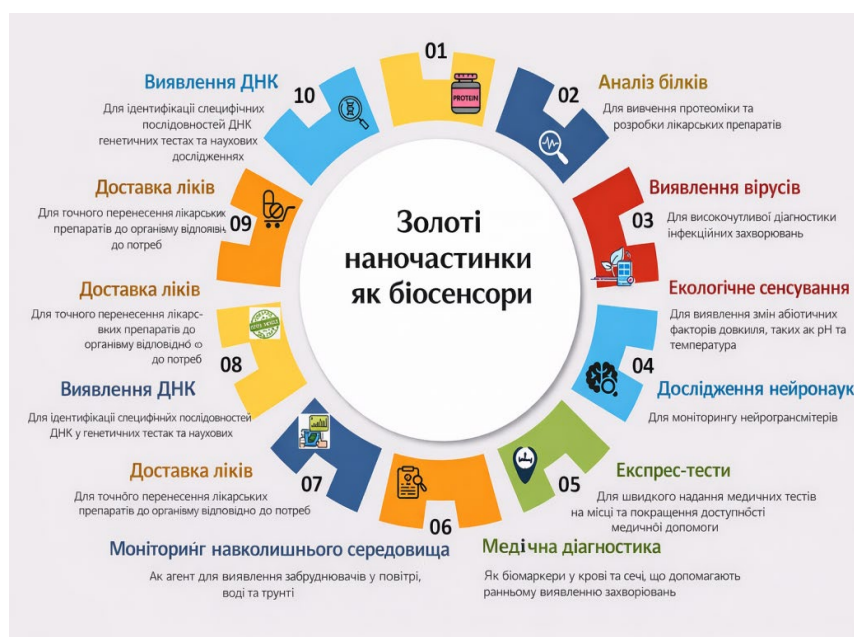 Золоті
наночастинки
як біосенсори
01
PROTEIN
02
Аналіз білків
Для вивчення протеоміки та
розробки лікарських препаратів
03
Виявлення вірусів
Для високочутливої діагностики
інфекційних захворювань
Екологічне сенсування
Для виявлення змін абіотичних
факторів довкилля, таких ак pH та
температура
04
Дослідження нейронаук
Для моніторингу нейрогрансмітерів
05
Експрес-тести
Для швидкого надання медичних тестів
на місці та покращення доступності
медичної допомоги
Медічна діагностика
Як біомаркери у крові та сечі, що допомагають
ранньому виявленню захворіовань
06
Моніторинг навколишнього середовища
Ак агент для виявлення забруднювачів у повітрі,
воді та трунті
07
Доставка ліків
Для точного перенесення лікарських
препаратів до організму відповідно до потреб
Виявлення ДНК
Для ідентифікації специфінйх послідовностей
ДНК у генетичних тестак та наукових
08
Доставка ліків
Для точного перенесення лікарс-
вких препаратів до
організму відповідно о
до потреб
09
Доставка ліків
Для точного перенесення лікарських
препаратів до організму відповвін,
до потреб
10
Виявлення ДНК
Для ідентифікації специфічних
послідовностей ДНК
генетичних тестах та наукових
дослідженнях